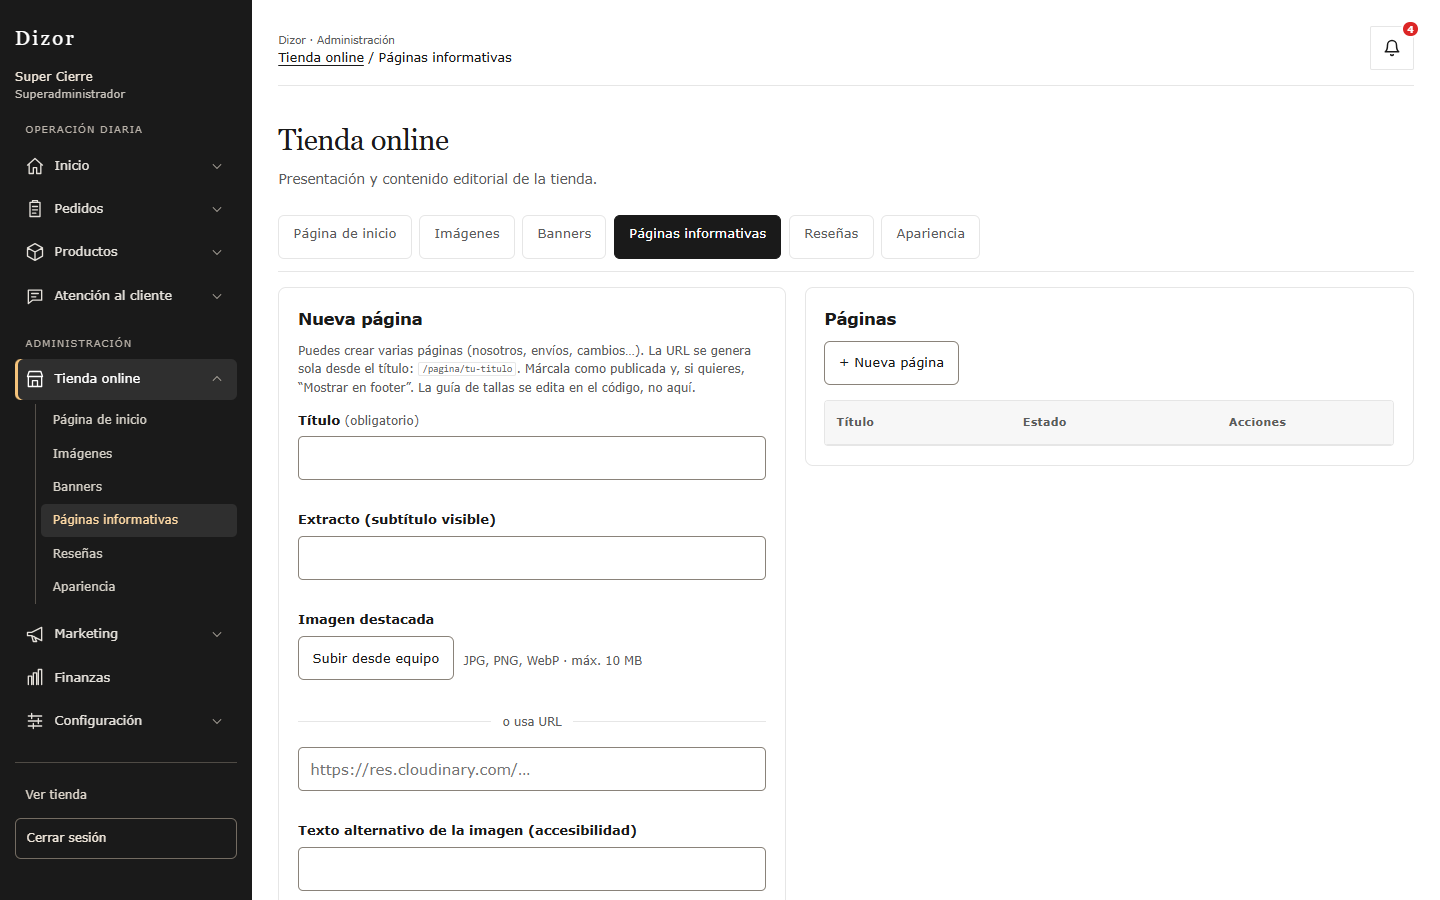 Dizor
Super Cierre
Superadministrador
OPERACIÓN DIARIA
Inicio
Pedidos
Productos
Atención al cliente
ADMINISTRACIÓN
Tienda online
Página de inicio
Imágenes
Banners
Páginas informativas
Reseñas
Apariencia
Marketing
Finanzas
Configuración
Ver tienda
Cerrar sesión
Dizor · Administración
Tienda online / Páginas informativas
4
Tienda online
Presentación y contenido editorial de la tienda.
Página de inicio
Imágenes
Banners
Páginas informativas
Reseñas
Apariencia
Nueva página
Puedes crear varias páginas (nosotros, envíos, cambios…). La URL se genera
sola desde el título: /pagina/tu-titulo. Márcala como publicada y, si quieres,
“Mostrar en footer”. La guía de tallas se edita en el código, no aquí.
Título (obligatorio)
Extracto (subtítulo visible)
Imagen destacada
Subir desde equipo
JPG, PNG, WebP · máx. 10 MB
o usa URL
https://res.cloudinary.com/…
Texto alternativo de la imagen (accesibilidad)
Páginas
+ Nueva página
Título
Estado
Acciones